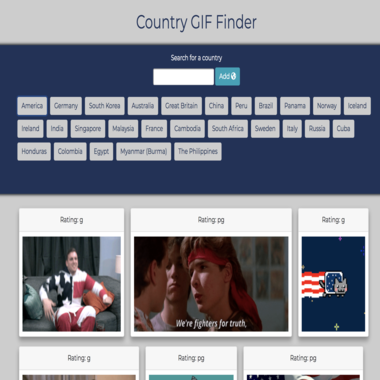 Country GIF Finder
Search for a country
Add
America Germany South Korea Australia Great Britain China Peru Brazil Panama Norway Iceland
Ireland India Singapore Malaysia France Cambodia South Africa Sweden Italy Russia Cuba
Honduras Colombia Egypt Myanmar (Burma) The Philippines
Rating: g Rating: pg Rating: g
We're fighters for truth,
Rating: g Rating: pg Rating: pg